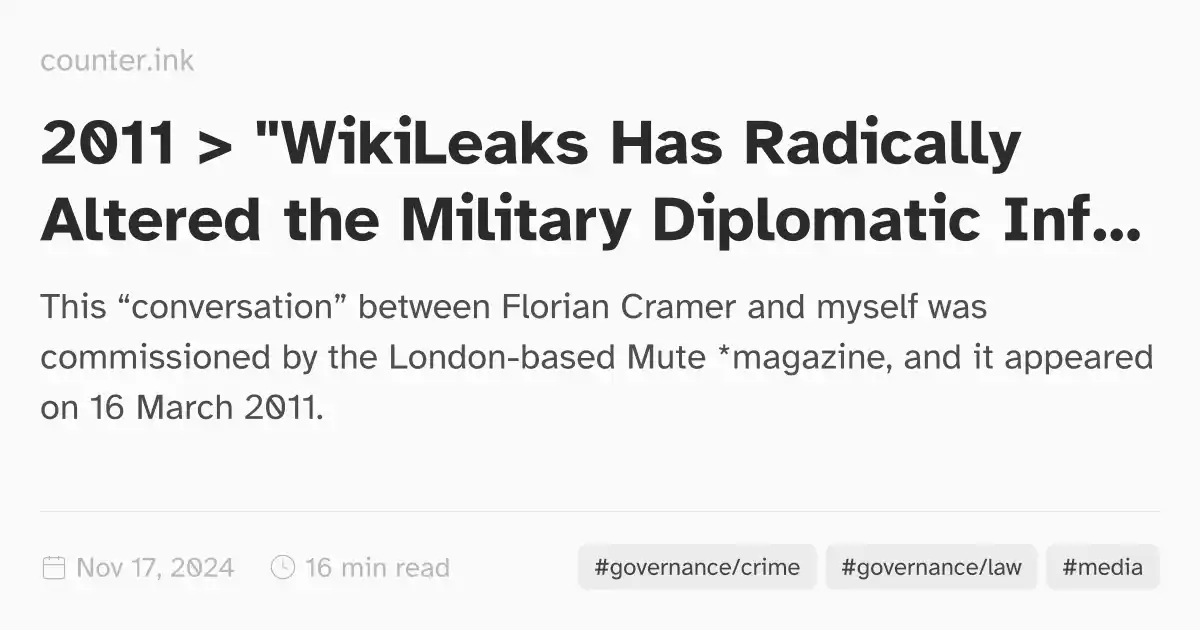 counter.ink
2011 > "WikiLeaks Has Radically
Altered the Military Diplomatic Inf...
This “conversation” between Florian Cramer and myself was
commissioned by the London-based Mute *magazine, and it appeared
on 16 March 2011.
Nov 17, 2024 16 min read #governance/crime #governance/law #media